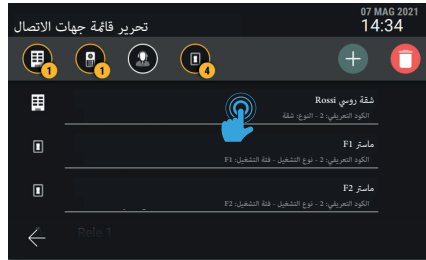 07 MAG 2021
14:34
تحرير قائمة جهات الاتصال
1
1
4
شقة روسي Rossi
الكود التعريفي: 2 - النوع: شقة
ماستر F1
الكود التعريفي: 2 - نوع التشغيل - فئة التشغيل: F1
ماستر F2
الكود التعريفي: 2 - نوع التشغيل - فئة التشغيل: F2
Rele 1